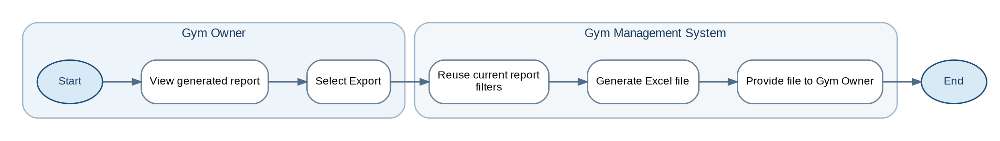 Gym Owner
Gym Management System
Start
View generated report
Select Export
Reuse current report
filters
Generate Excel file
Provide file to Gym Owner
End